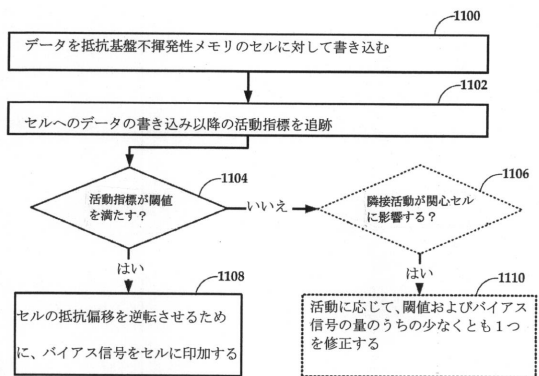 1100
データを抵抗基盤不揮発性メモリのセルに対して書き込む
1102
セルへのデータの書き込み以降の活動指標を追跡
1104
活動指標が閾値
を満たす？
いいえ
1106
隣接活動が関心セル
に影響する？
はい
はい
1108
セルの抵抗偏移を逆転させるため
に、バイアス信号をセルに印加する
1110
活動に応じて、閾値およびバイアス
信号の量のうちの少なくとも１つ
を修正する